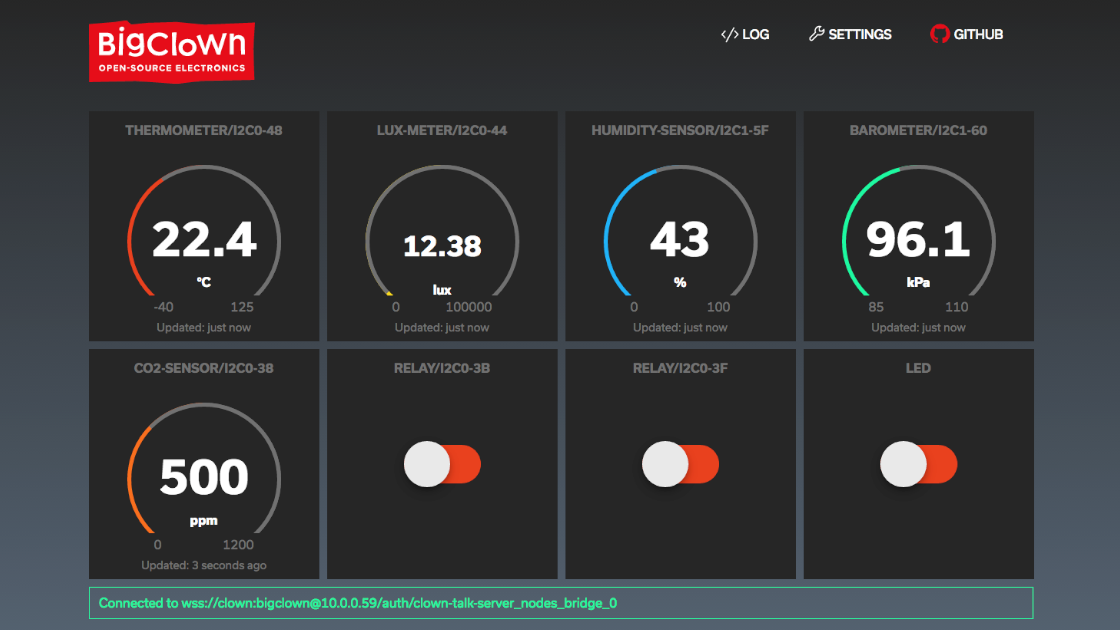 BigClown
OPEN-SOURCE ELECTRONICS
</> LOG
SETTINGS
GITHUB
THERMOMETER/I2C0-48
22.4
°C
-40 125
Updated: just now
LUX-METER/I2C0-44
12.38
lux
0 100000
Updated: just now
HUMIDITY-SENSOR/I2C1-5F
43
%
0 100
Updated: just now
BAROMETER/I2C1-60
96.1
kPa
85 110
Updated: just now
CO2-SENSOR/I2C0-38
500
ppm
0 1200
Updated: 3 seconds ago
RELAY/I2C0-3B
RELAY/I2C0-3F
LED
Connected to wss://clown:bigclown@10.0.0.59/auth/clown-talk-server_nodes_bridge_0